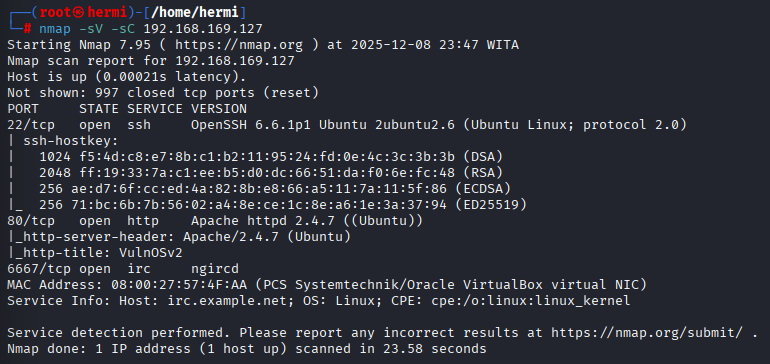 ┌──(root㉿hermi)-[/home/hermi]
└─# nmap -sV -sC 192.168.169.127
Starting Nmap 7.95 ( https://nmap.org ) at 2025-12-08 23:47 WITA
Nmap scan report for 192.168.169.127
Host is up (0.00021s latency).
Not shown: 997 closed tcp ports (reset)
PORT     STATE SERVICE VERSION
22/tcp   open  ssh     OpenSSH 6.6.1p1 Ubuntu 2ubuntu2.6 (Ubuntu Linux; protocol 2.0)
| ssh-hostkey:
|   1024 f5:4d:c8:e7:8b:c1:b2:11:95:24:fd:0e:4c:3c:3b:3b (DSA)
|   2048 ff:19:33:7a:c1:ee:b5:d0:dc:66:51:da:f0:6e:fc:48 (RSA)
|   256 ae:d7:6f:cc:ed:4a:82:8b:e8:66:a5:11:7a:11:5f:86 (ECDSA)
|_  256 71:bc:6b:7b:56:02:a4:8e:ce:1c:8e:a6:1e:3a:37:94 (ED25519)
80/tcp   open  http    Apache httpd 2.4.7 ((Ubuntu))
|_http-server-header: Apache/2.4.7 (Ubuntu)
|_http-title: VulnOSv2
6667/tcp open  irc     ngircd
MAC Address: 08:00:27:57:4F:AA (PCS Systemtechnik/Oracle VirtualBox virtual NIC)
Service Info: Host: irc.example.net; OS: Linux; CPE: cpe:/o:linux:linux_kernel

Service detection performed. Please report any incorrect results at https://nmap.org/submit/ .
Nmap done: 1 IP address (1 host up) scanned in 23.58 seconds